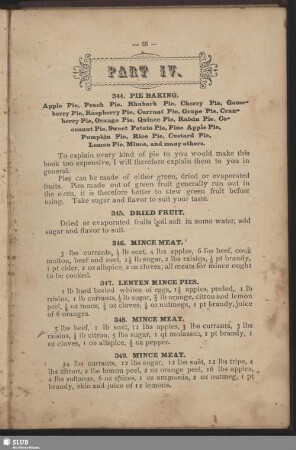 — 55 —
PART IV.
344. PIE BAKING.
Apple Pie, Peach Pie, Rhubarb Pie, Cherry Pie, Goose-
berry Pie, Raspberry Pie, Currant Pie, Grape Pie, Cran-
berry Pie, Orange Pie, Quince Pie, Raisin Pie, Co-
coanut Pie, Sweet Potato Pie, Pine Apple Pie,
Pumpkin Pie, Rice Pie, Custard Pie,
Lemon Pie, Mince, and many others.
To explain every kind of pie to you would make this
book too expensive, I will therefore explain them to you in
general.
Pies can be made of either green, dried or evaporated
fruits. Pies made out of green fruit generally run out in
the oven, it is therefore better to stew green fruit before
using. Take sugar and flavor to suit your taste.
345. DRIED FRUIT.
Dried or evaporated fruits boil soft in some water, add
sugar and flavor to suit.
346. MINCE MEAT.
3 lbs currants, ½ lb suet, 4 lbs apples, 6 lbs beef, cook
mutton, beef and suet, 1½ lb sugar, 2 lbs raisins, ½ pt brandy,
1 pt cider, 2 oz allspice, 2 oz cloves; all meats for mince ought
to be cooked.
347. LENTEN MINCE PIES.
1 lb hard boiled whites of eggs, 1½ apples, peeled, 1 lb
raisins, 1 lb currants, ½ lb sugar, orange, citron and lemon
peel, oz mace, oz cloves, oz nutmegs, 1 pt brandy, juice
of 6 oranges.
348. MINCE MEAT.
5 lbs beef, 1 lb suet, 12 lbs apples, 3 lbs currants, 3 lbs
raisins, lb citron, 5 lbs sugar, 1 qt molasses, 1 pt brandy,
oz cloves, 1 oz allspice, ½ oz pepper.
349. MINCE MEAT.
24 lbs currants, 12 lbs sugar, 12 lbs suet, 12 lbs tripe, 4
lbs citron, 2 lbs lemon peel, 2 oz orange peel, 16 lbs apples,
4 lbs sultanas, 6 oz spices, 1 oz ammonia, 2 oz nutmeg, 1 pt
brandy, skin and juice of 12 lemons.
SLUB